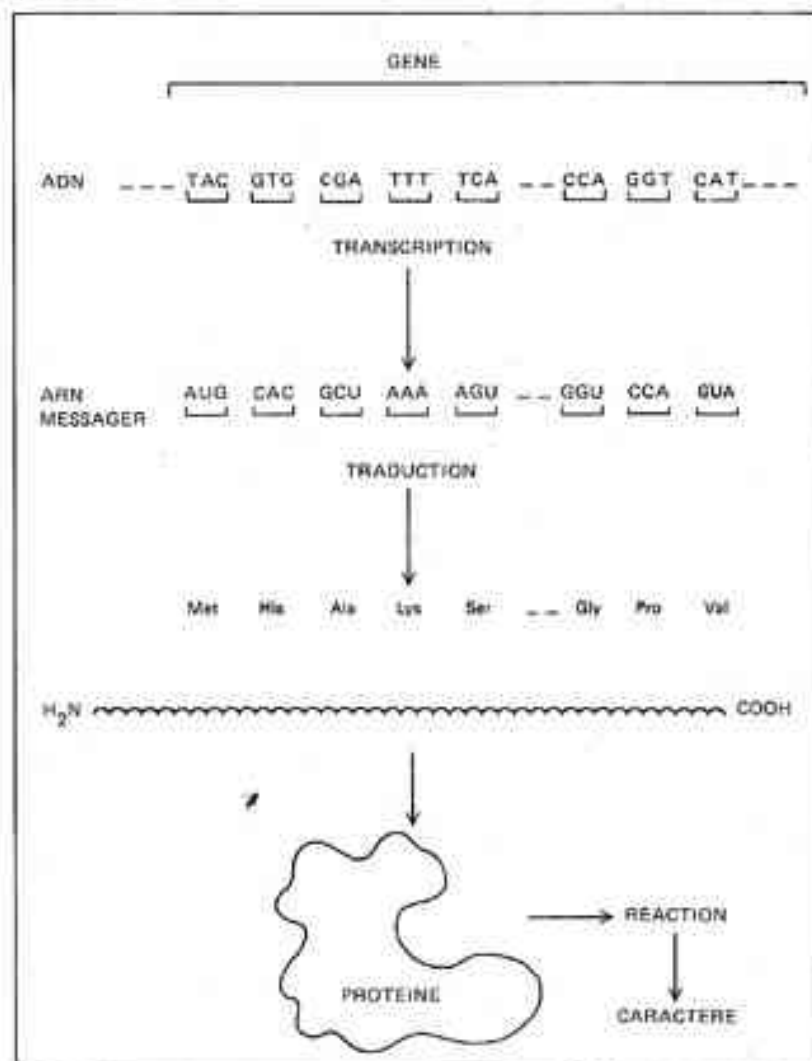 GENE
ADN --- TAC GTG CGA TTT TCA -- CCA GGT CAT ---
TRANSCRIPTION
ARN MESSAGER AUG CAC GCU AAA AGU -- GGU CCA GUA
TRADUCTION
Met His Ala Lys Ser -- Gly Pro Val
H2N COOH
PROTEINE
REACTION
CARACTERE